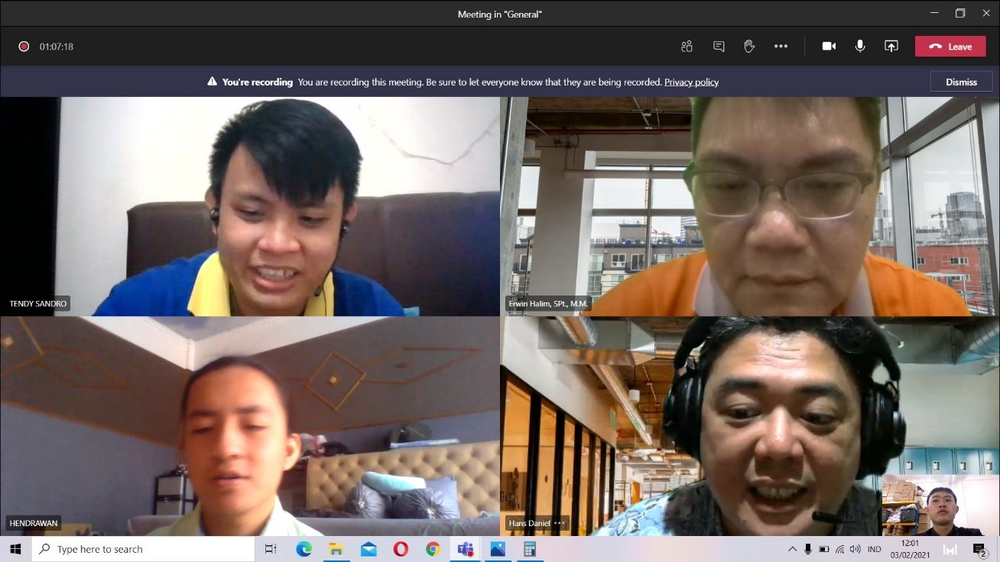 Meeting in "General"
01:07:18
Leave
You're recording You are recording this meeting. Be sure to let everyone know that they are being recorded. Privacy policy
Dismiss
TENDY SANDRO
Erwin Halim, SPt., M.M.
HENDRAWAN
Hans Daniel
Type here to search
IND
12:01
03/02/2021
2